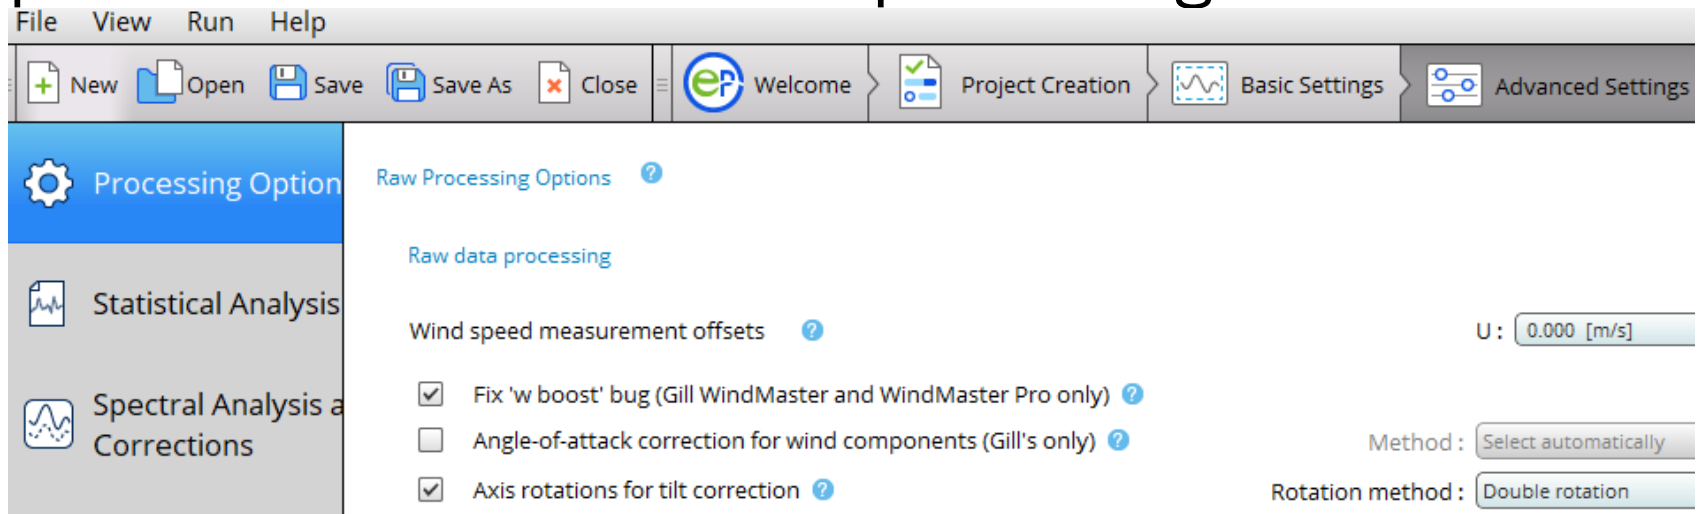 File View Run Help
New Open Save Save As Close Welcome Project Creation Basic Settings Advanced Settings
Processing Option
Raw Processing Options ?
Raw data processing
Statistical Analysis
Wind speed measurement offsets ? U : 0.000 [m/s]
Fix 'w boost' bug (Gill WindMaster and WindMaster Pro only) ?
Spectral Analysis a
Corrections
Angle-of-attack correction for wind components (Gill's only) ? Method : Select automatically
Axis rotations for tilt correction ? Rotation method : Double rotation